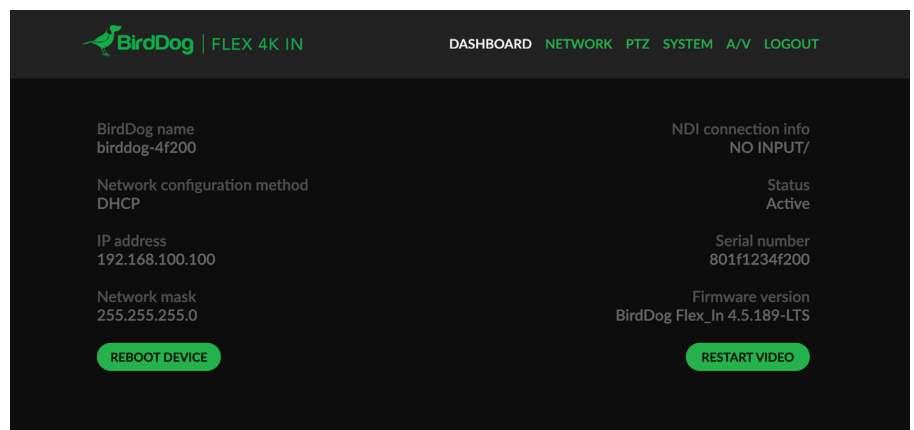 BirdDog | FLEX 4K IN
DASHBOARD NETWORK PTZ SYSTEM A/V LOGOUT
BirdDog name
birddog-4f200
Network configuration method
DHCP
IP address
192.168.100.100
Network mask
255.255.255.0
REBOOT DEVICE
NDI connection info
NO INPUT/
Status
Active
Serial number
801f1234f200
Firmware version
BirdDog Flex_In 4.5.189-LTS
RESTART VIDEO